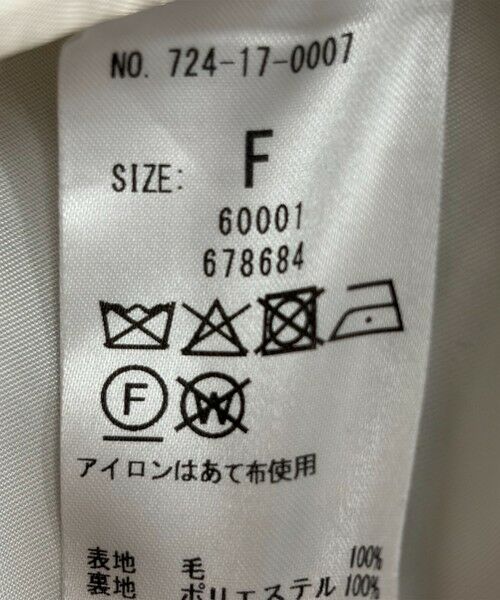 NO. 724-17-0007
SIZE: F
60001
678684
F W
アイロンはあて布使用
表地 毛 100%
裏地 ポリエステル 100%